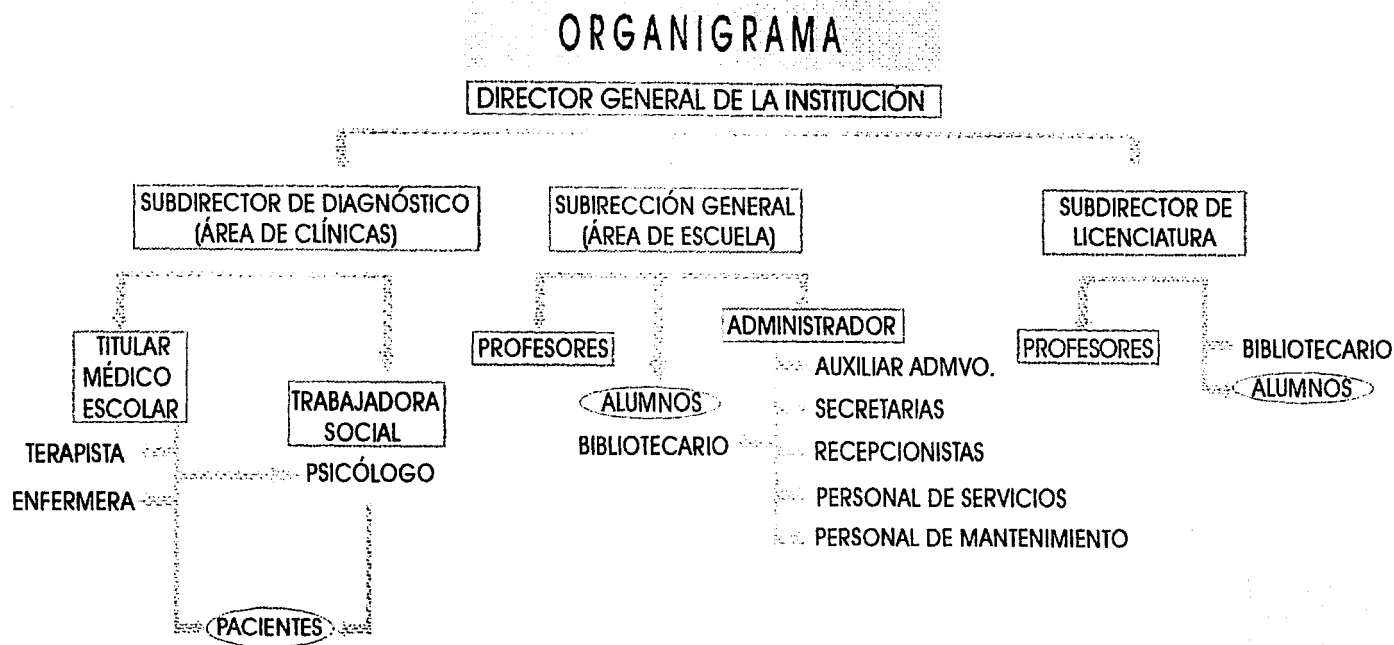 ORGANIGRAMA
DIRECTOR GENERAL DE LA INSTITUCIÓN
SUBDIRECTOR DE DIAGNÓSTICO
(ÁREA DE CLÍNICAS)
SUBIRECCIÓN GENERAL
(ÁREA DE ESCUELA)
SUBDIRECTOR DE
LICENCIATURA
TITULAR
MÉDICO
ESCOLAR
TRABAJADORA
SOCIAL
TERAPISTA
PSICÓLOGO
ENFERMERA
PACIENTES
PROFESORES
ALUMNOS
ADMINISTRADOR
AUXILIAR ADMVO.
SECRETARIAS
BIBLIOTECARIO
RECEPCIONISTAS
PERSONAL DE SERVICIOS
PERSONAL DE MANTENIMIENTO
PROFESORES
BIBLIOTECARIO
ALUMNOS